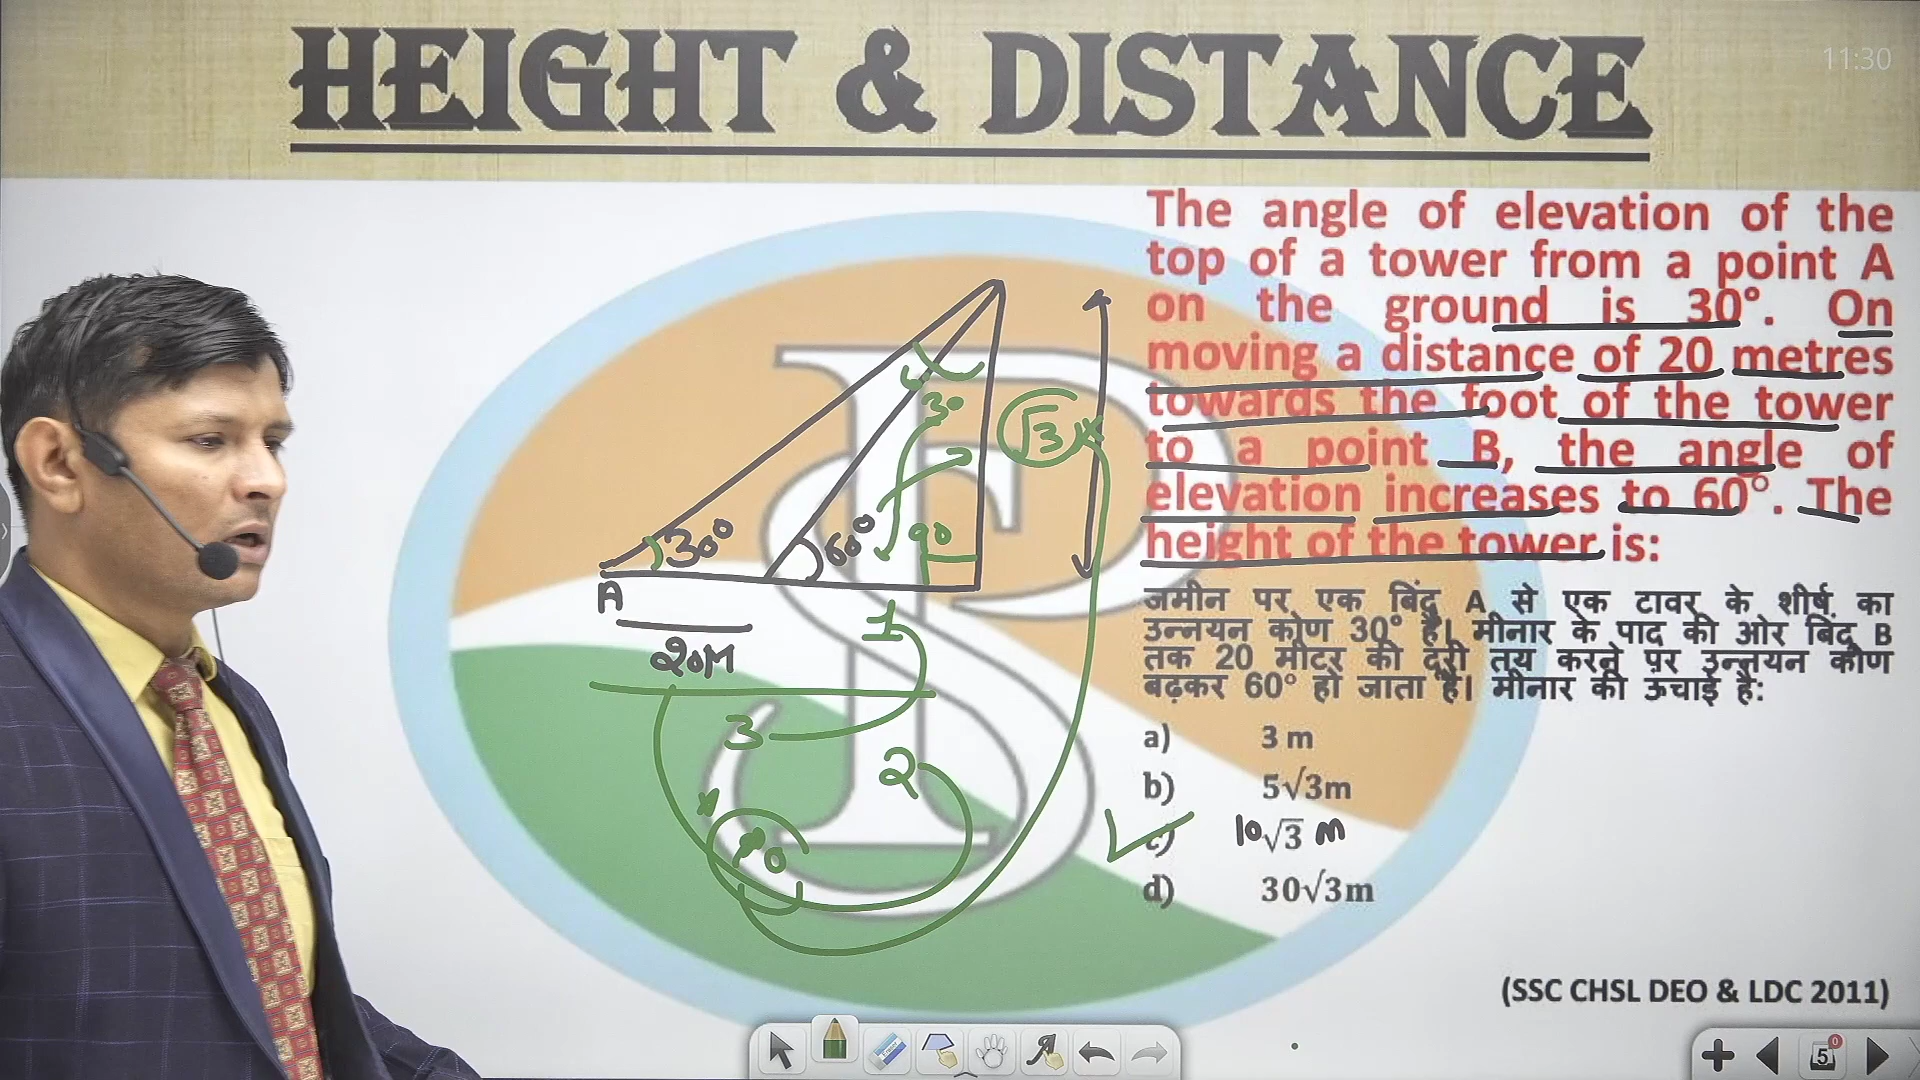 HEIGHT & DISTANCE
11:30
The angle of elevation of the
top of a tower from a point A
on the ground is 30°. On
moving a distance of 20 metres
towards the foot of the tower
to a point B, the angle of
elevation increases to 60°. The
height of the tower is:
जमीन पर एक बिंदु A से एक टावर के शीर्ष का
उन्नयन कोण 30° है। मीनार के पाद की ओर बिंदु B
तक 20 मीटर की दूरी तय करने पर उन्नयन कोण
बढ़कर 60° हो जाता है। मीनार की ऊंचाई है:
a) 3 m
b) 5√3m
c) 10√3 m
d) 30√3m
(SSC CHSL DEO & LDC 2011)
30
√3
30°
60°
90
A
1
20M
3
2
Eraser
5
0